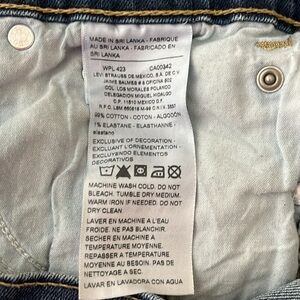 MADE IN SRI LANKA - FABRIQUE
AU SRI LANKA - FABRICADO EN
SRI LANKA
WPL 423 CA00342
LEVI STRAUSS DE MEXICO, S.A. DE C.V
JAIME BALMES # 8 OFICINA 802
COL LOS MORALES POLANCO
DELEGACION MIGUEL HIDALGO
C.P. 11510 MEXICO D.F.
99% COTTON - COTON - ALGODÓN
1% ELASTANE - ELASTHANNE -
elastano
EXCLUSIVE OF DECORATION -
EXCLUANT L'ORNEMENTATION -
EXCLUYENDO ELEMENTOS
DECORATIVOS
MACHINE WASH COLD. DO NOT
BLEACH. TUMBLE DRY MEDIUM.
WARM IRON IF NEEDED. DO NOT
DRY CLEAN
LAVER EN MACHINE A L'EAU
FROIDE. NE PAS BLANCHIR.
SECHER EN MACHINE A
TEMPERATURE MOYENNE.
REPASSER A TEMPERATURE
MOYENNE SI BESOIN. PAS DE
NETTOYAGE A SEC.
LAVAR EN LAVADORA CON AGUA